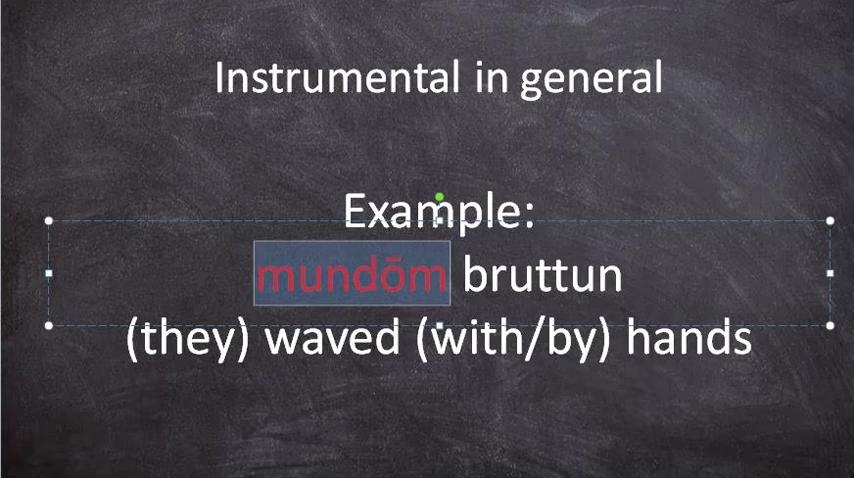 Instrumental in general
Example:
mundōm bruttun
(they) waved (with/by) hands